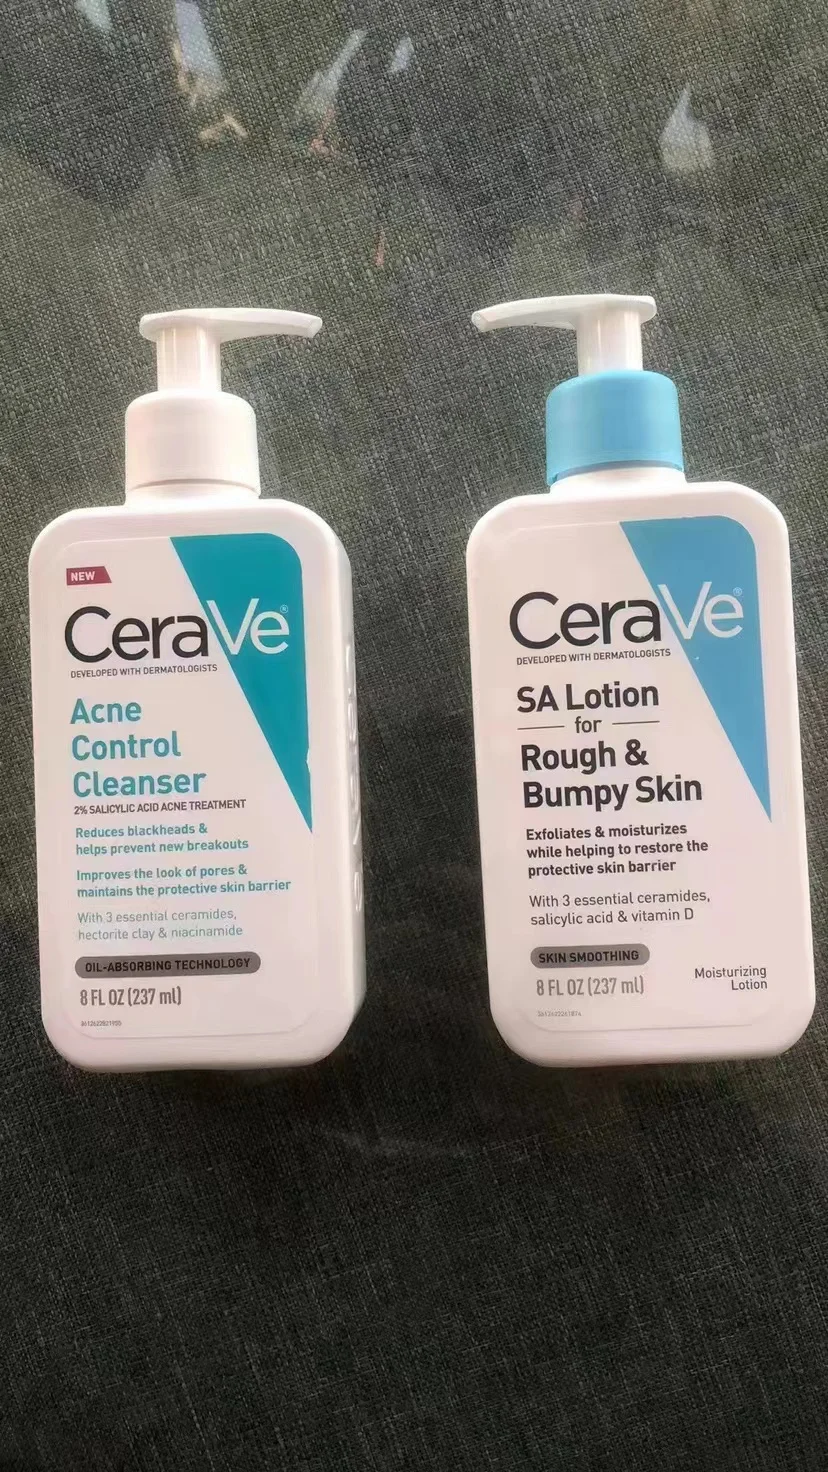 NEW
CeraVe®
DEVELOPED WITH DERMATOLOGISTS
Acne
Control
Cleanser
2% SALICYLIC ACID ACNE TREATMENT
Reduces blackheads &
helps prevent new breakouts
Improves the look of pores &
maintains the protective skin barrier
With 3 essential ceramides,
hectorite clay & niacinamide
OIL-ABSORBING TECHNOLOGY
8 FL OZ (237 ml)
CeraVe®
DEVELOPED WITH DERMATOLOGISTS
SA Lotion
for
Rough &
Bumpy Skin
Exfoliates & moisturizes
while helping to restore the
protective skin barrier
With 3 essential ceramides,
salicylic acid & vitamin D
SKIN SMOOTHING
8 FL OZ (237 ml)
Moisturizing
Lotion